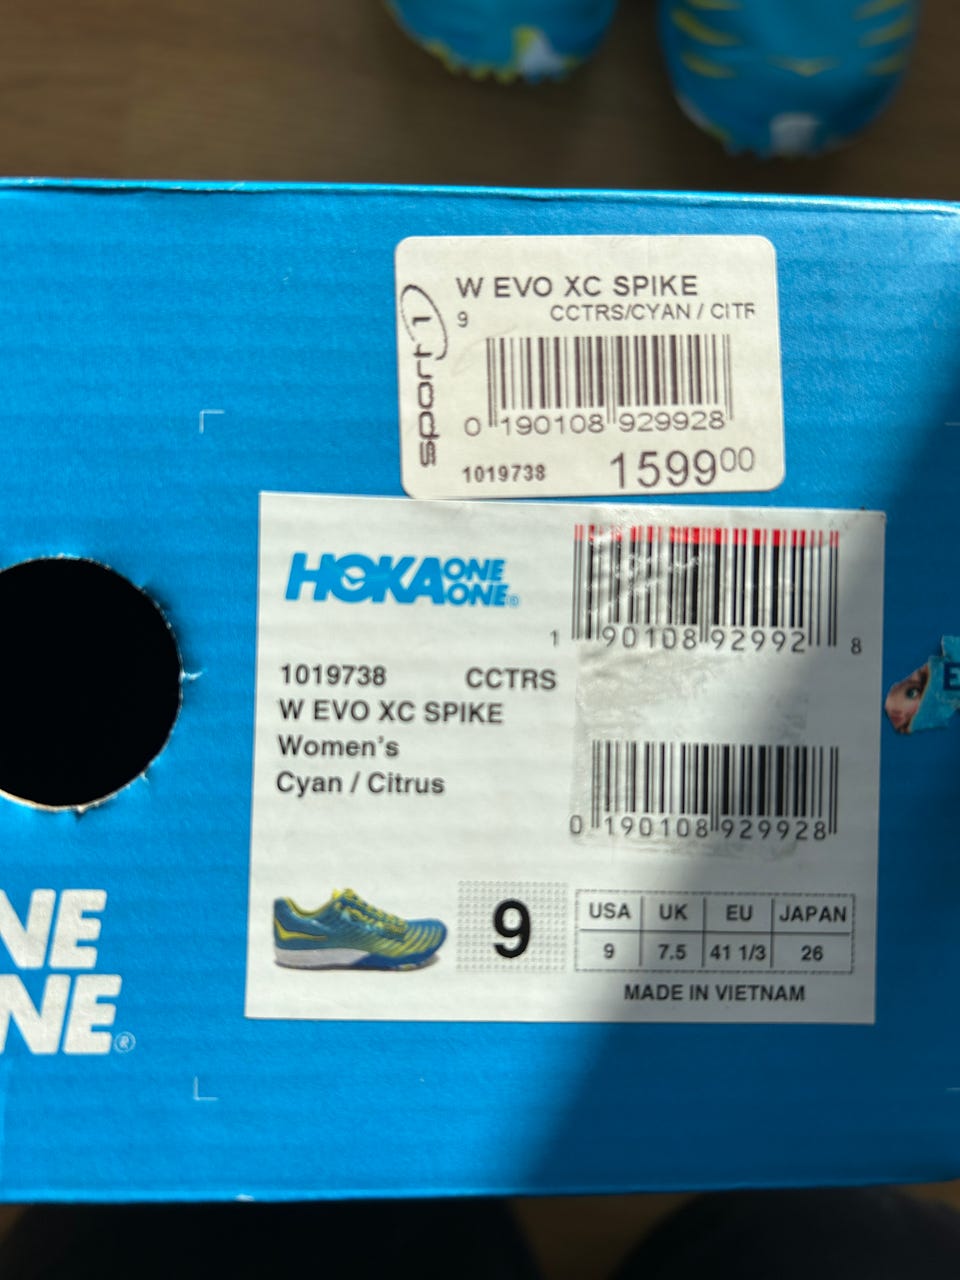 W EVO XC SPIKE
9 CCTRS/CYAN / CITR
sport 1
0 190108 929928
1019738 1599⁰⁰
HOKA ONE ONE®
1 90108 92992 8
1019738 CCTRS
W EVO XC SPIKE
Women's
Cyan / Citrus
0 190108 929928
9
USA UK EU JAPAN
9 7.5 41 1/3 26
MADE IN VIETNAM
NE
NE®
E